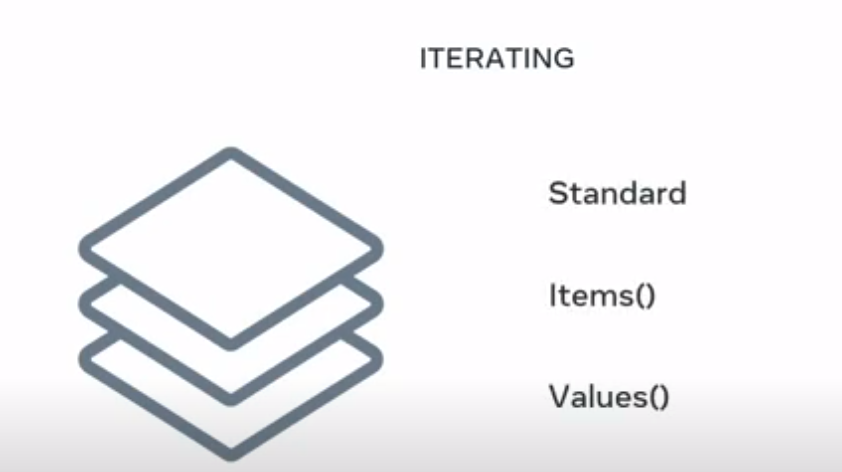 ITERATING
Standard
Items()
Values()